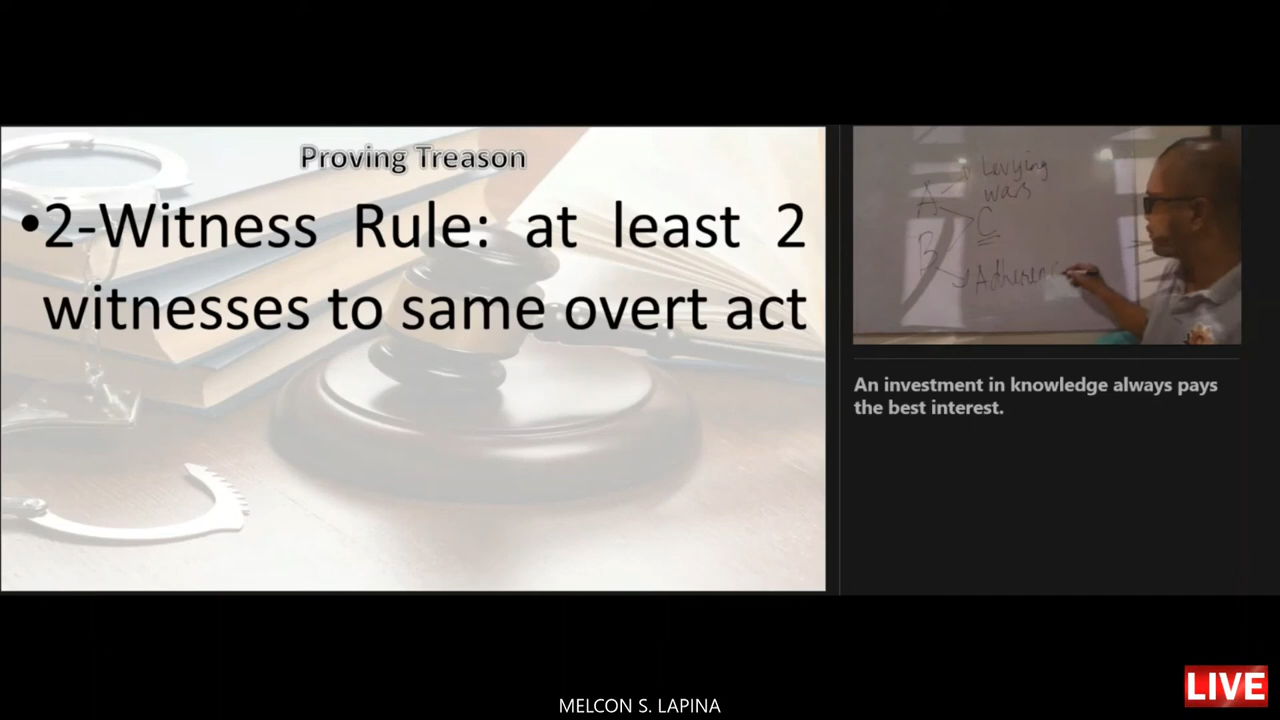 Proving Treason
•2-Witness Rule: at least 2
witnesses to same overt act
A
Levying
war
C
B
Adheren
An investment in knowledge always pays
the best interest.
MELCON S. LAPINA
LIVE